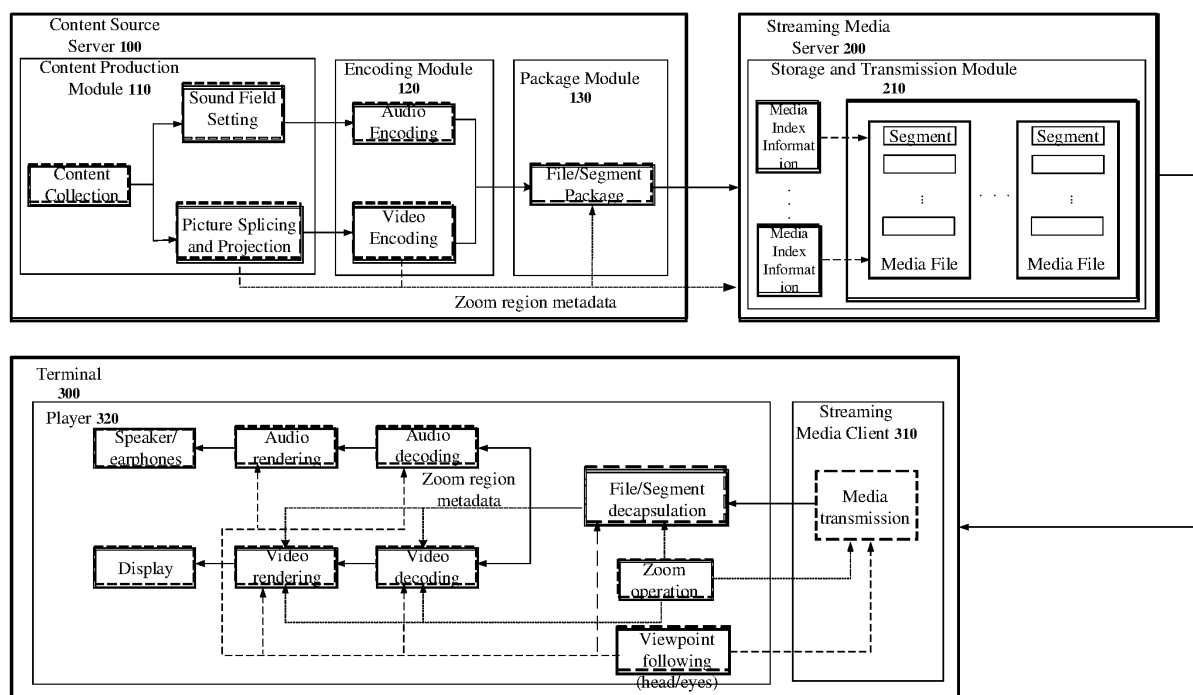 Content Source
Server 100
Content Production
Module 110
Sound Field
Setting
Content
Collection
Picture Splicing
and Projection
Encoding Module
120
Audio
Encoding
Video
Encoding
Package Module
130
File/Segment
Package
Zoom region metadata
Streaming Media
Server 200
Storage and Transmission Module
210
Media
Index
Informat
ion
Media
Index
Informat
ion
Segment
Media File
Segment
Media File
Terminal
300
Player 320
Speaker/
earphones
Audio
rendering
Audio
decoding
Zoom region
metadata
File/Segment
decapsulation
Display
Video
rendering
Video
decoding
Zoom
operation
Viewpoint
following
(head/eyes)
Streaming
Media Client 310
Media
transmission